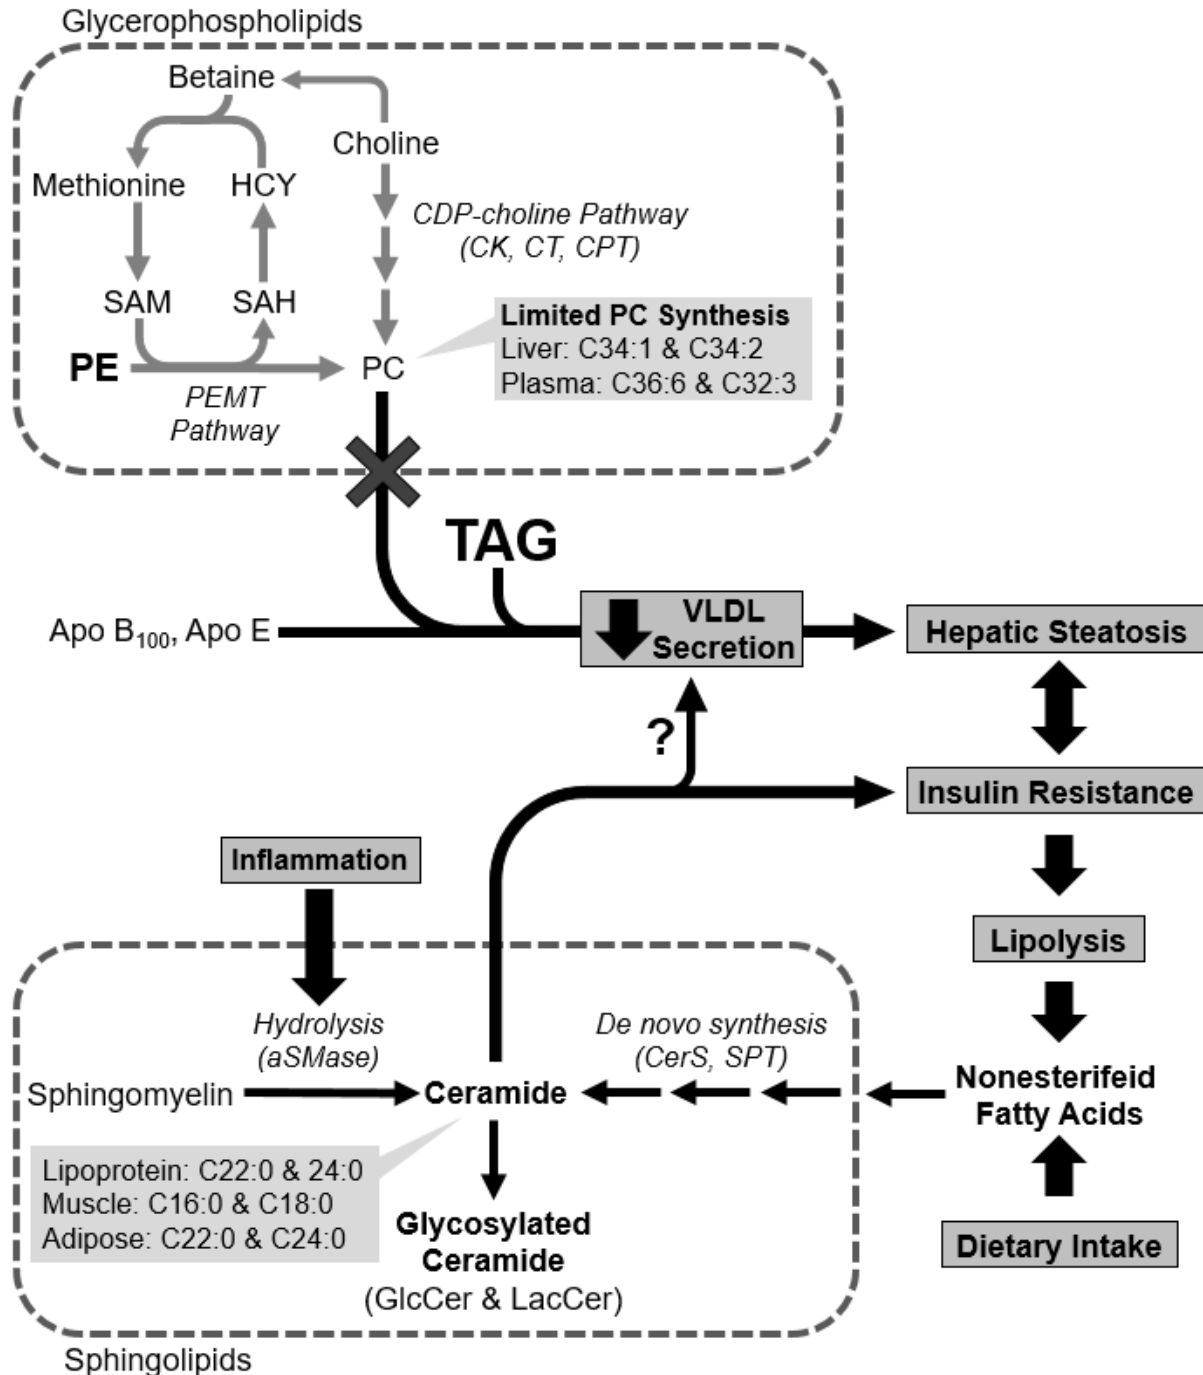 Glycerophospholipids
Betaine
Choline
Methionine
HCY
CDP-choline Pathway
(CK, CT, CPT)
SAM
SAH
Limited PC Synthesis
Liver: C34:1 & C34:2
Plasma: C36:6 & C32:3
PE
PC
PEMT
Pathway
TAG
Apo B100, Apo E
VLDL
Secretion
Hepatic Steatosis
?
Insulin Resistance
Inflammation
Lipolysis
Hydrolysis
(aSMase)
De novo synthesis
(CerS, SPT)
Sphingomyelin
Ceramide
Nonesterifeid
Fatty Acids
Lipoprotein: C22:0 & 24:0
Muscle: C16:0 & C18:0
Adipose: C22:0 & C24:0
Glycosylated
Ceramide
(GlcCer & LacCer)
Dietary Intake
Sphingolipids